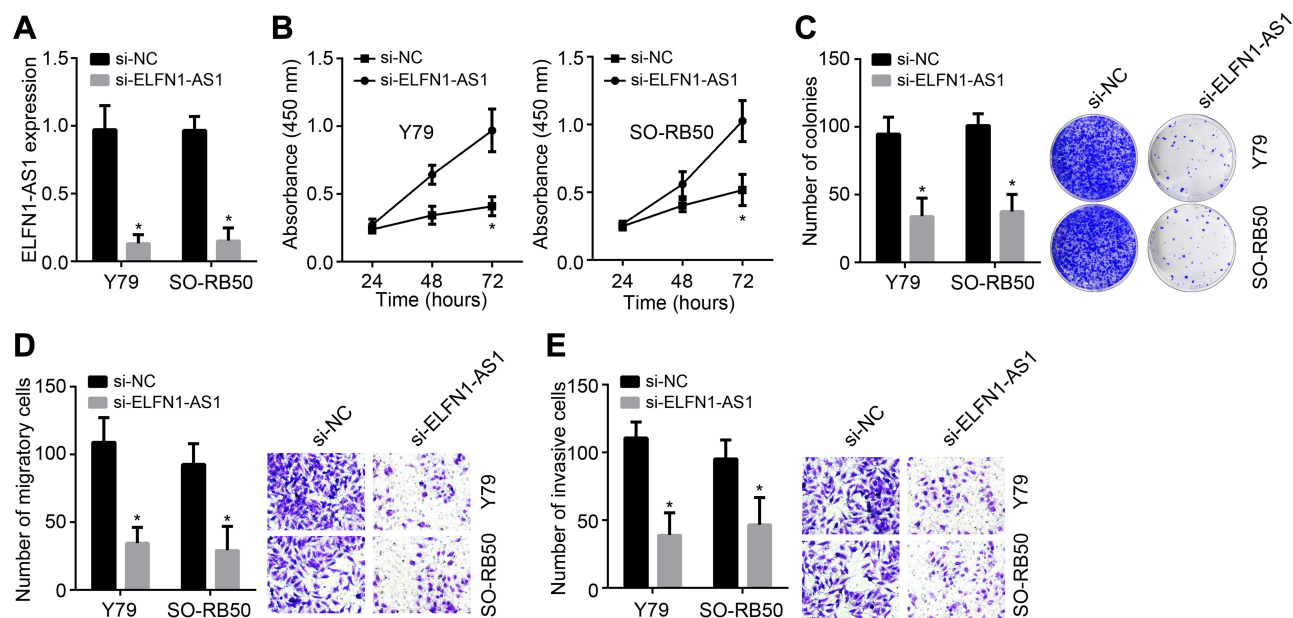 A
si-NC
si-ELFN1-AS1
ELFN1-AS1 expression
1.5
1.0
0.5
0.0
*
*
Y79
SO-RB50
B
si-NC
si-ELFN1-AS1
Absorbance (450 nm)
1.5
1.0
0.5
0.0
Y79
*
24
48
72
Time (hours)
si-NC
si-ELFN1-AS1
Absorbance (450 nm)
1.5
1.0
0.5
0.0
SO-RB50
*
24
48
72
Time (hours)
C
si-NC
si-ELFN1-AS1
Number of colonies
150
100
50
0
*
*
Y79
SO-RB50
si-NC
si-ELFN1-AS1
Y79
SO-RB50
D
si-NC
si-ELFN1-AS1
Number of migratory cells
150
100
50
0
*
*
Y79
SO-RB50
si-NC
si-ELFN1-AS1
Y79
SO-RB50
E
si-NC
si-ELFN1-AS1
Number of invasive cells
150
100
50
0
*
*
Y79
SO-RB50
si-NC
si-ELFN1-AS1
Y79
SO-RB50